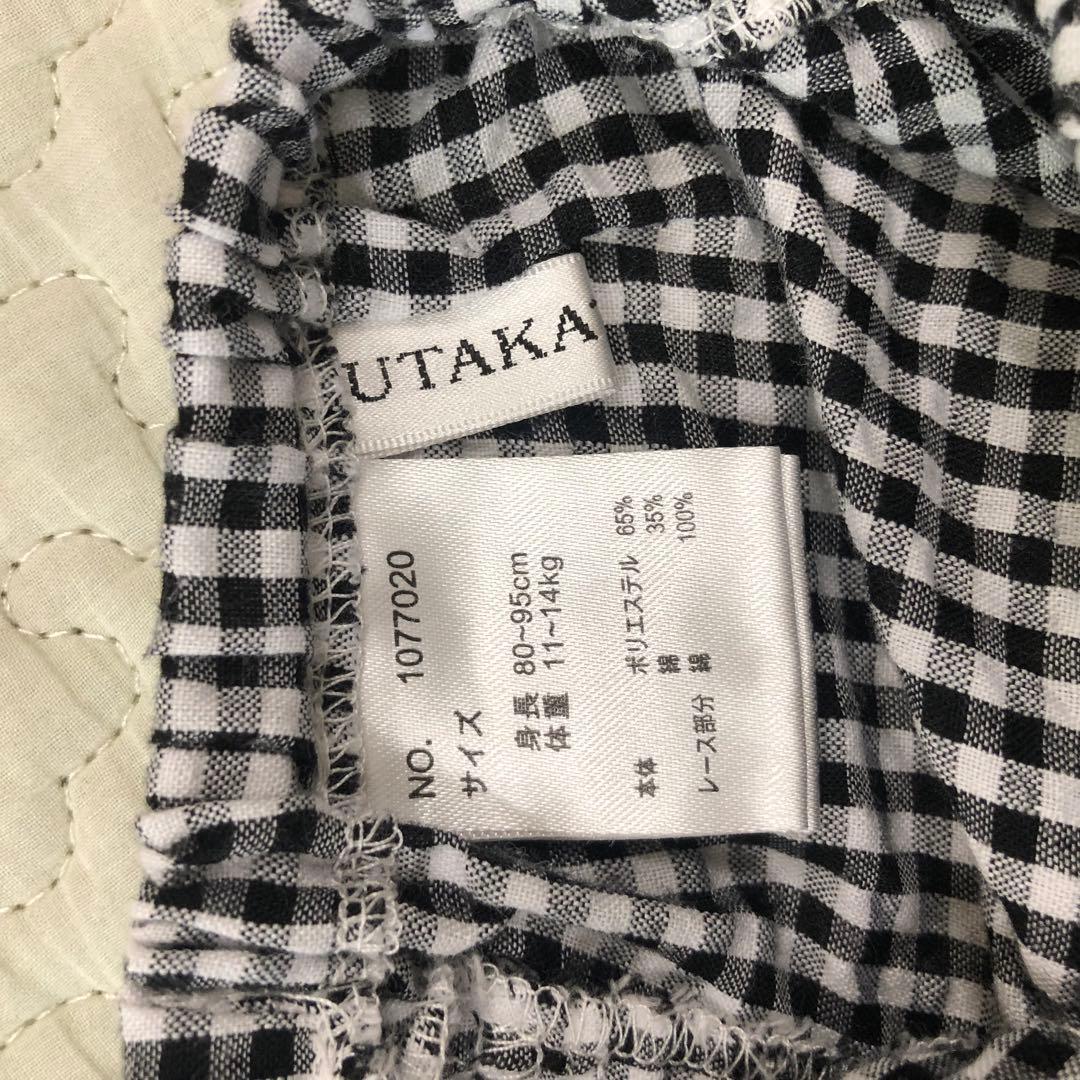 UTAKA
NO. 1077020
サイズ
身長 80~95cm
体重 11~14kg
本体 ポリエステル 65%
綿 35%
レース部分 綿 100%